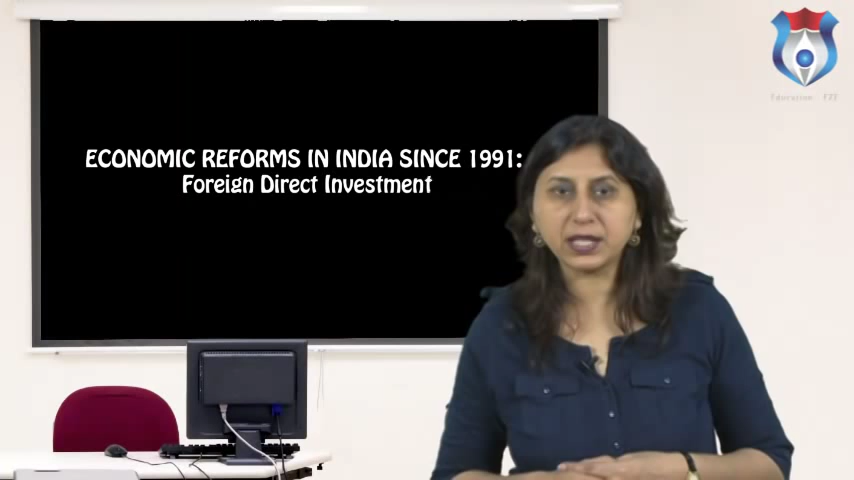 ECONOMIC REFORMS IN INDIA SINCE 1991:
Foreign Direct Investment